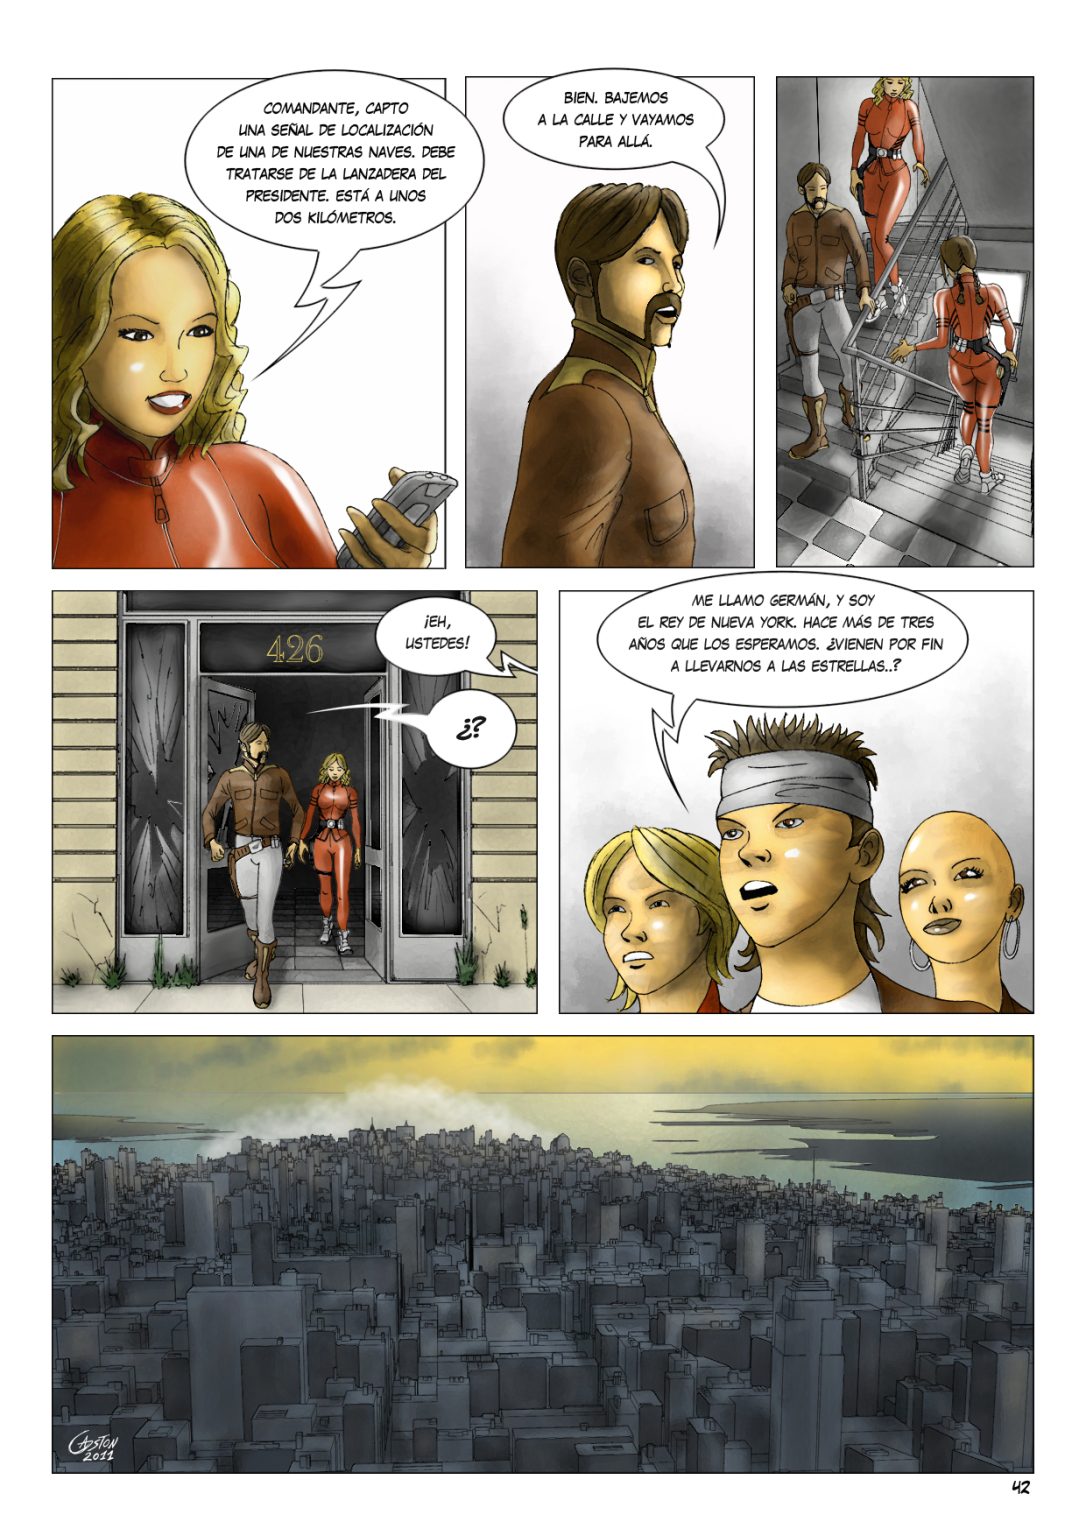 COMANDANTE, CAPTO
UNA SEÑAL DE LOCALIZACIÓN
DE UNA DE NUESTRAS NAVES. DEBE
TRATARSE DE LA LANZADERA DEL
PRESIDENTE. ESTÁ A UNOS
DOS KILÓMETROS.
BIEN. BAJEMOS
A LA CALLE Y VAYAMOS
PARA ALLÁ.
¡EH,
USTEDES!
426
¿?
ME LLAMO GERMÁN, Y SOY
EL REY DE NUEVA YORK. HACE MÁS DE TRES
AÑOS QUE LOS ESPERAMOS. ¿VIENEN POR FIN
A LLEVARNOS A LAS ESTRELLAS..?
GASTON
2011
42